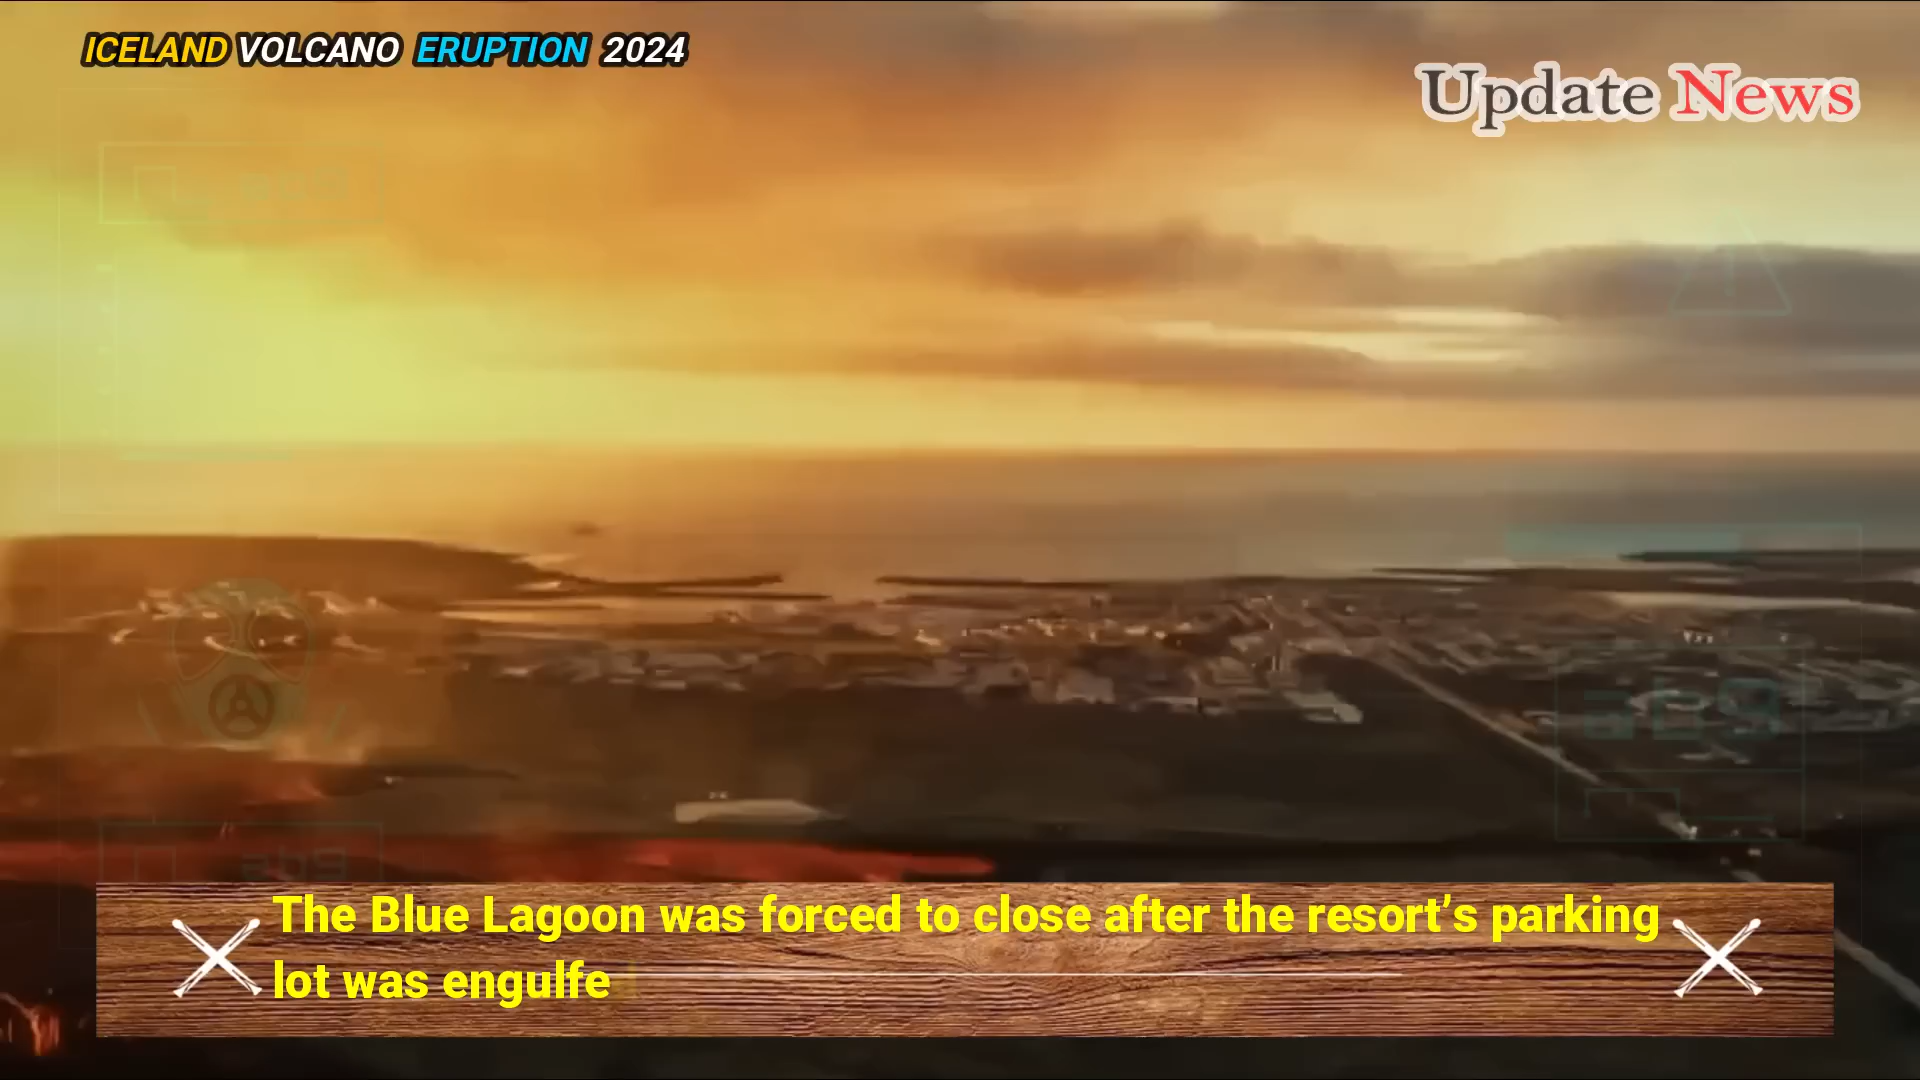 ICELAND VOLCANO ERUPTION 2024
Update News
The Blue Lagoon was forced to close after the resort’s parking
lot was engulfe